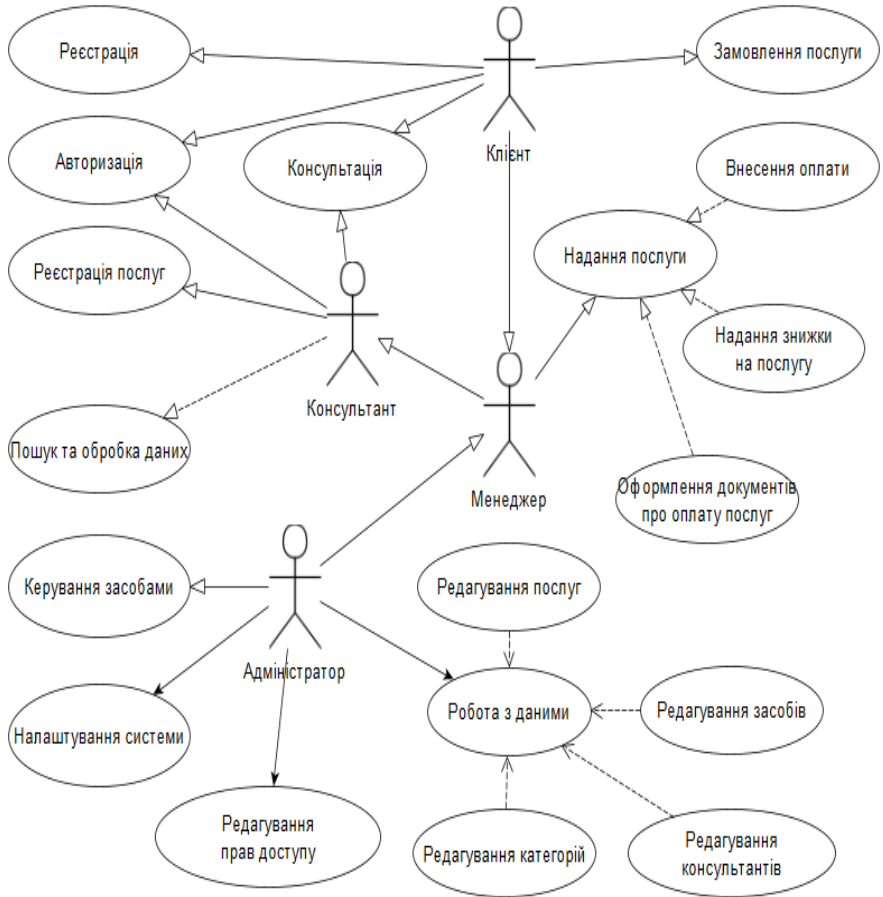 Реєстрація
Замовлення послуги
Клієнт
Авторизація
Консультація
Внесення оплати
Реєстрація послуг
Надання послуги
Надання знижки
на послугу
Консультант
Пошук та обробка даних
Менеджер
Оформлення документів
про оплату послуг
Керування засобами
Редагування послуг
Адміністратор
Налаштування системи
Робота з даними
Редагування засобів
Редагування
прав доступу
Редагування категорій
Редагування
консультантів